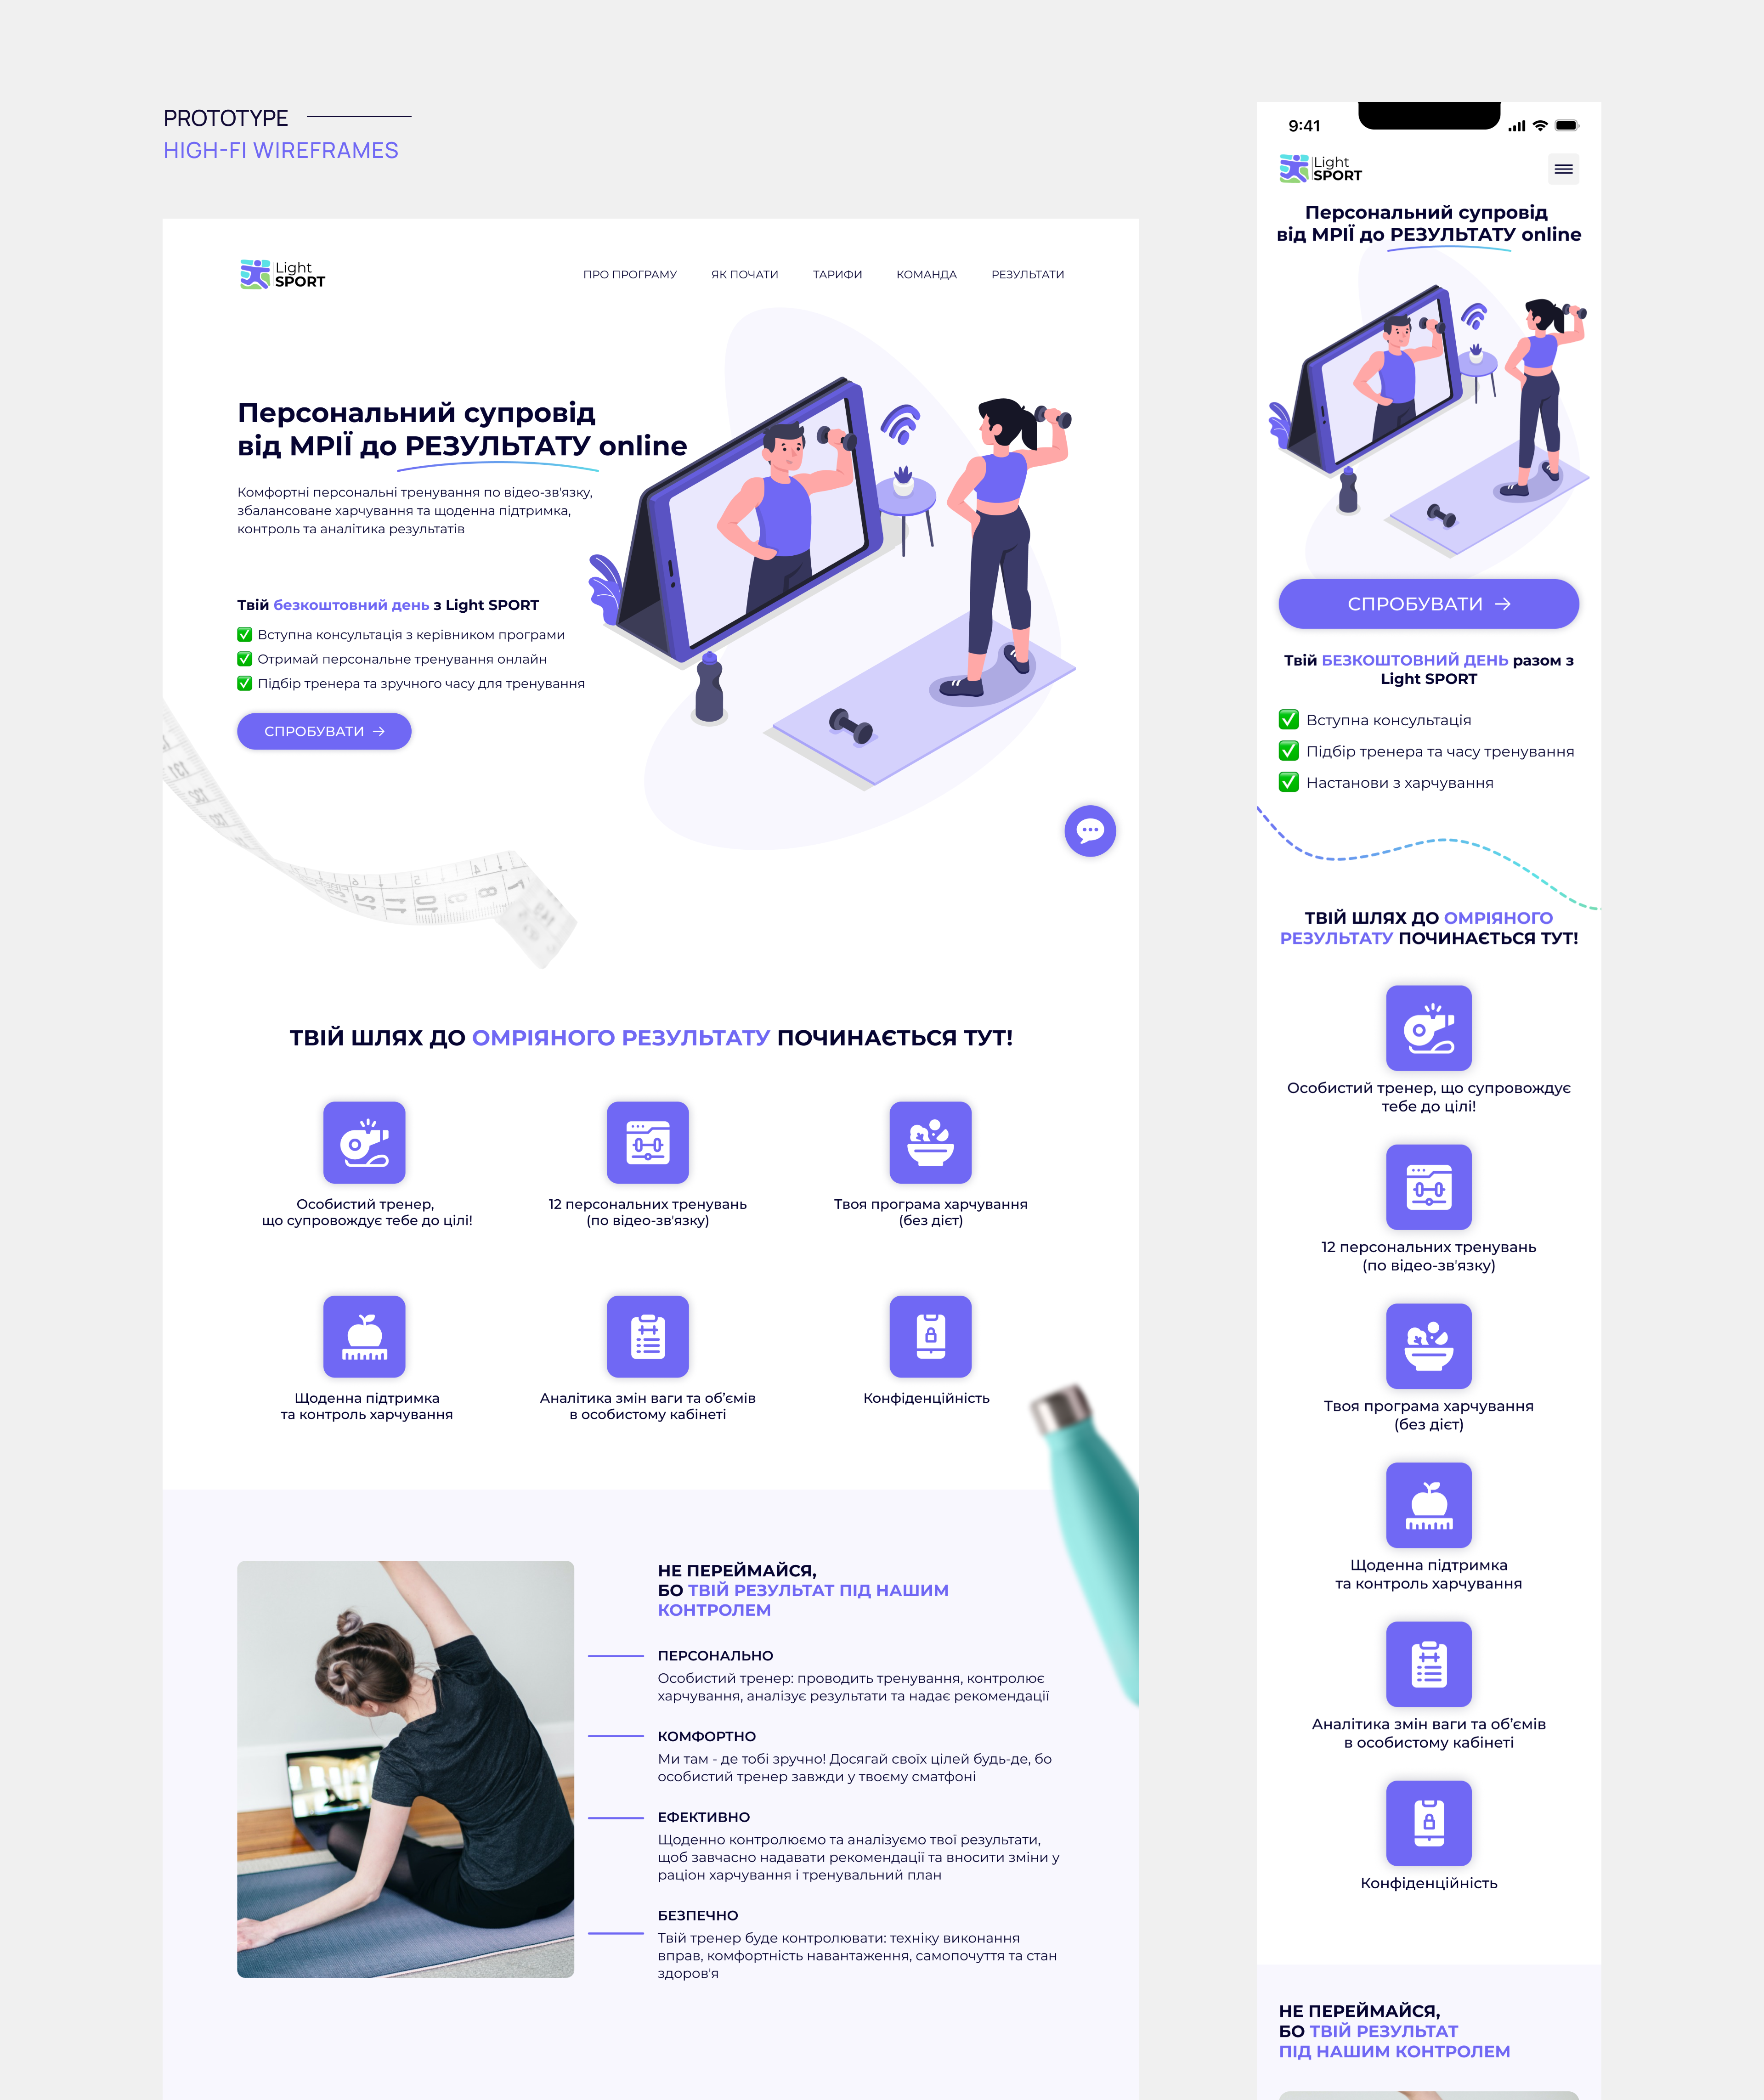 PROTOTYPE
HIGH-FI WIREFRAMES
Light
SPORT
ПРО ПРОГРАМУ
ЯК ПОЧАТИ
ТАРИФИ
КОМАНДА
РЕЗУЛЬТАТИ
Персональний супровід
від МРІЇ до РЕЗУЛЬТАТУ online
Комфортні персональні тренування по відео-зв'язку,
збалансоване харчування та щоденна підтримка,
контроль та аналітика результатів
Твій безкоштовний день з Light SPORT
Вступна консультація з керівником програми
Отримай персональне тренування онлайн
Підбір тренера та зручного часу для тренування
СПРОБУВАТИ →
ТВІЙ ШЛЯХ ДО ОМРІЯНОГО РЕЗУЛЬТАТУ ПОЧИНАЄТЬСЯ ТУТ!
Особистий тренер,
що супровождує тебе до цілі!
12 персональних тренувань
(по відео-зв'язку)
Твоя програма харчування
(без дієт)
Щоденна підтримка
та контроль харчування
Аналітика змін ваги та об’ємів
в особистому кабінеті
Конфіденційність
НЕ ПЕРЕЙМАЙСЯ,
БО ТВІЙ РЕЗУЛЬТАТ ПІД НАШИМ
КОНТРОЛЕМ
ПЕРСОНАЛЬНО
Особистий тренер: проводить тренування, контролює
харчування, аналізує результати та надає рекомендації
КОМФОРТНО
Ми там - де тобі зручно! Досягай своїх цілей будь-де, бо
особистий тренер завжди у твоєму сматфоні
ЕФЕКТИВНО
Щоденно контролюємо та аналізуємо твої результати,
щоб завчасно надавати рекомендації та вносити зміни у
раціон харчування і тренувальний план
БЕЗПЕЧНО
Твій тренер буде контролювати: техніку виконання
вправ, комфортність навантаження, самопочуття та стан
здоров'я
9:41
Light
SPORT
Персональний супровід
від МРІЇ до РЕЗУЛЬТАТУ online
СПРОБУВАТИ →
Твій БЕЗКОШТОВНИЙ ДЕНЬ разом з
Light SPORT
Вступна консультація
Підбір тренера та часу тренування
Настанови з харчування
ТВІЙ ШЛЯХ ДО ОМРІЯНОГО
РЕЗУЛЬТАТУ ПОЧИНАЄТЬСЯ ТУТ!
Особистий тренер, що супровождує
тебе до цілі!
12 персональних тренувань
(по відео-зв'язку)
Твоя програма харчування
(без дієт)
Щоденна підтримка
та контроль харчування
Аналітика змін ваги та об’ємів
в особистому кабінеті
Конфіденційність
НЕ ПЕРЕЙМАЙСЯ,
БО ТВІЙ РЕЗУЛЬТАТ
ПІД НАШИМ КОНТРОЛЕМ